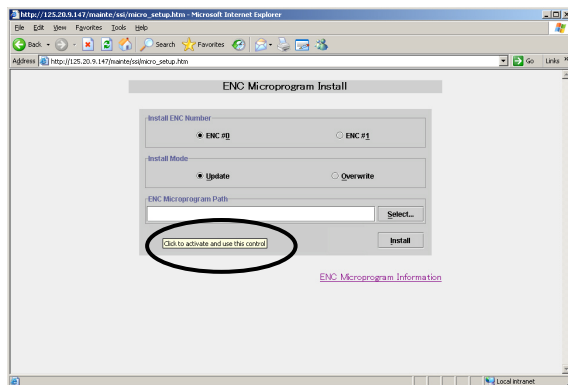 http://125.20.9.147/mainte/ssi/micro_setup.htm - Microsoft Internet Explorer
File Edit View Favorites Tools Help
Back Search Favorites
Address http://125.20.9.147/mainte/ssi/micro_setup.htm Go Links »
ENC Microprogram Install
Install ENC Number
ENC #0 ENC #1
Install Mode
Update Overwrite
ENC Microprogram Path
Select...
Click to activate and use this control
Install
ENC Microprogram Information
Local intranet